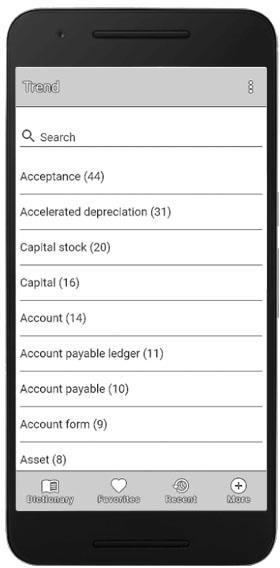 Trend
Search
Acceptance (44)
Accelerated depreciation (31)
Capital stock (20)
Capital (16)
Account (14)
Account payable ledger (11)
Account payable (10)
Account form (9)
Asset (8)
Dictionary Favorites Recent More